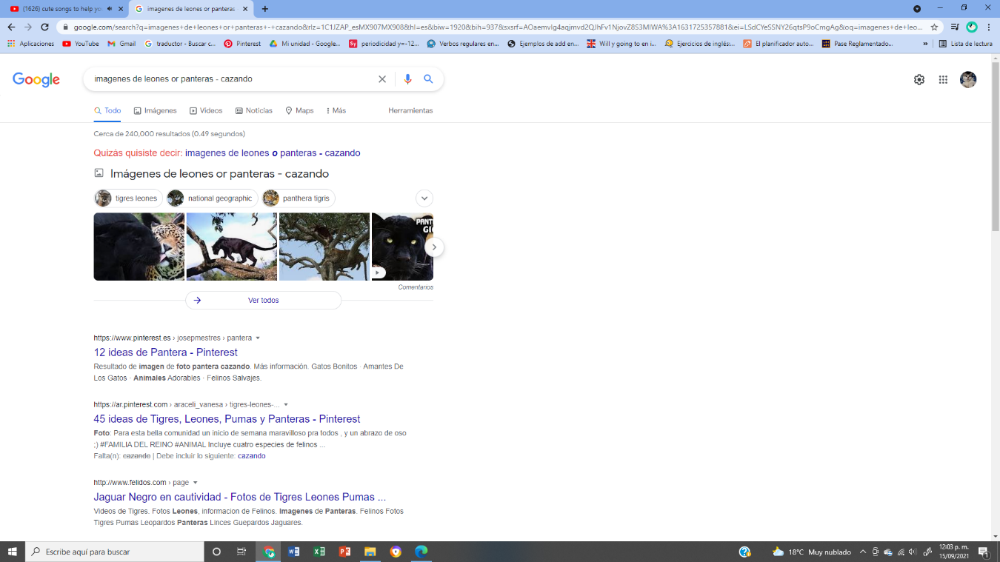 (1626) cute songs to help yo
imagenes de leones or panteras
google.com/search?q=imagenes+de+leones+or+panteras+-+cazando&rlz=1C1JZAP_esMX907MX908&hl=es&biw=1920&bih=937&sxsrf=AOaemvIg4aqjmvd2QJhFv1NjovZ8S3MIWA%3A1631725357881&ei=LSdCYeSSNY26qtsP9oCmgAg&oq=imagenes+de+leo...
Aplicaciones
YouTube
Gmail
traductor - Buscar c...
Pinterest
Mi unidad - Google...
periodicidad y=-12...
Verbos regulares en...
Ejemplos de add en...
Will y going to en i...
Ejercicios de inglés:...
El planificador auto...
Pase Reglamentado...
»
Lista de lectura
Google
imagenes de leones or panteras - cazando
Todo
Imágenes
Videos
Noticias
Maps
Más
Herramientas
Cerca de 240,000 resultados (0.49 segundos)
Quizás quisiste decir: imagenes de leones o panteras - cazando
Imágenes de leones or panteras - cazando
tigres leones
national geographic
panthera tigris
PANT
GI
Comentarios
Ver todos
https://www.pinterest.es › josepmestres › pantera
12 ideas de Pantera - Pinterest
Resultado de imagen de foto pantera cazando. Más información. Gatos Bonitos · Amantes De
Los Gatos · Animales Adorables · Felinos Salvajes.
https://ar.pinterest.com › araceli_vanesa › tigres-leones-...
45 ideas de Tigres, Leones, Pumas y Panteras - Pinterest
Foto: Para esta bella comunidad un inicio de semana maravilloso pra todos , y un abrazo de oso
;) #FAMILIA DEL REINO #ANIMAL Incluye cuatro especies de felinos ...
Falta(n): cazando | Debe incluir lo siguiente: cazando
http://www.felidos.com › page
Jaguar Negro en cautividad - Fotos de Tigres Leones Pumas ...
Videos de Tigres. Fotos Leones, informacion de Felinos. Imagenes de Panteras. Felinos Fotos
Tigres Pumas Leopardos Panteras Linces Guepardos Jaguares.
Escribe aquí para buscar
18°C Muy nublado
12:03 p. m.
15/09/2021
1